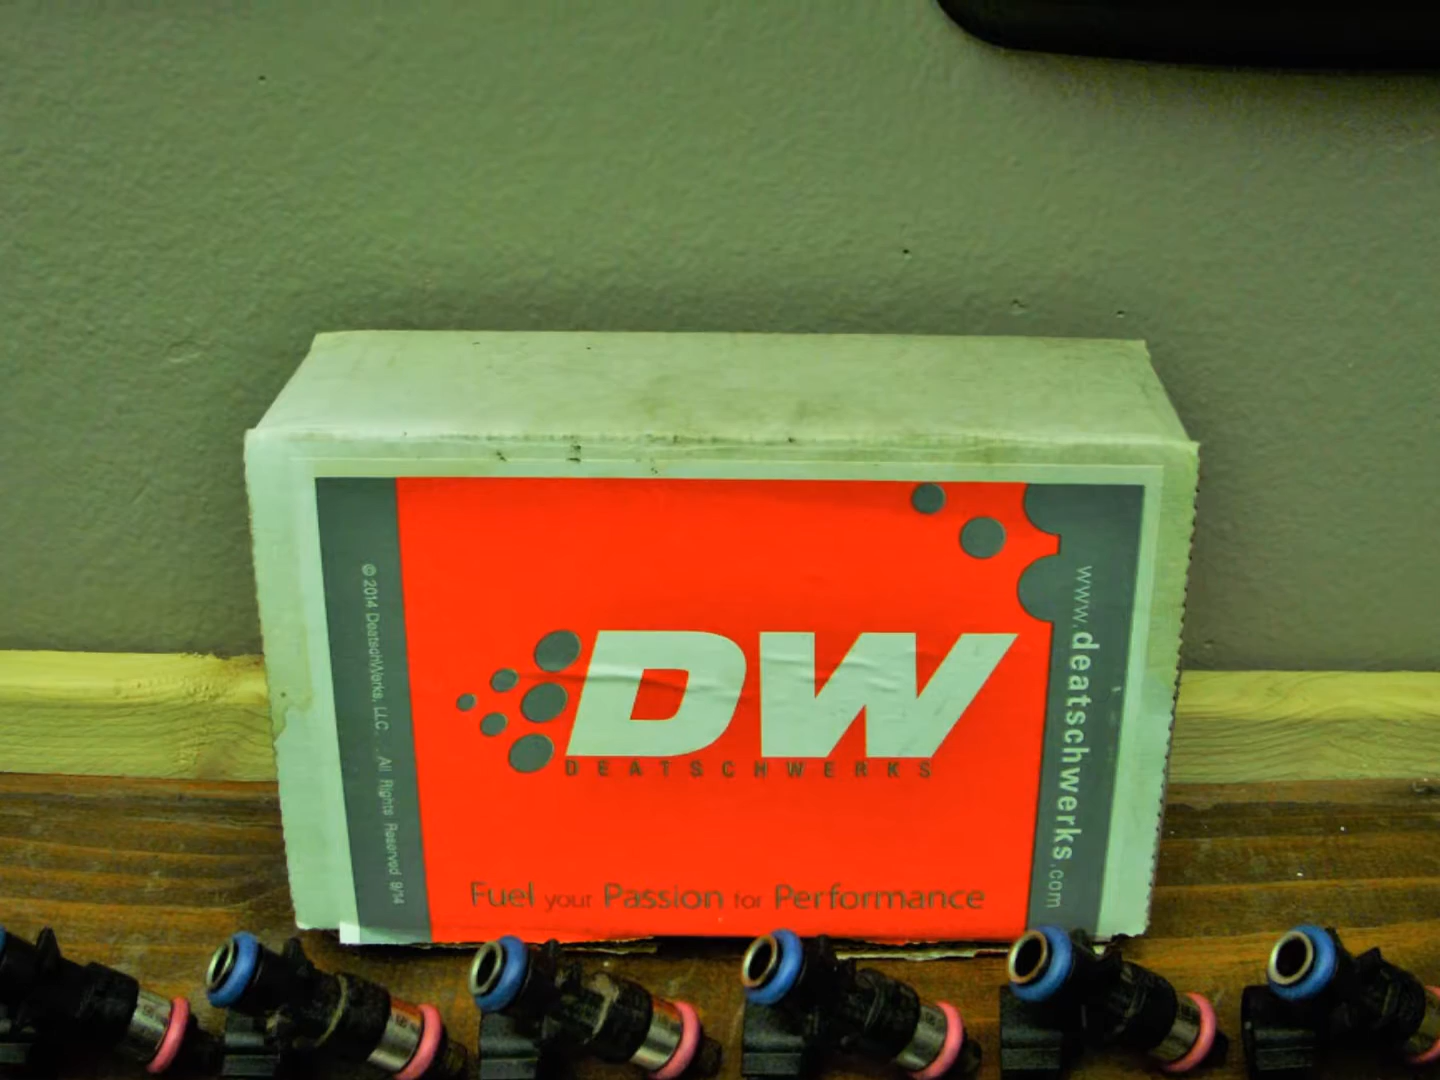 © 2014 DeatschWerks, LLC. All Rights Reserved 9/14
DW
DEATSCHWERKS
Fuel your Passion for Performance
www.deatschwerks.com